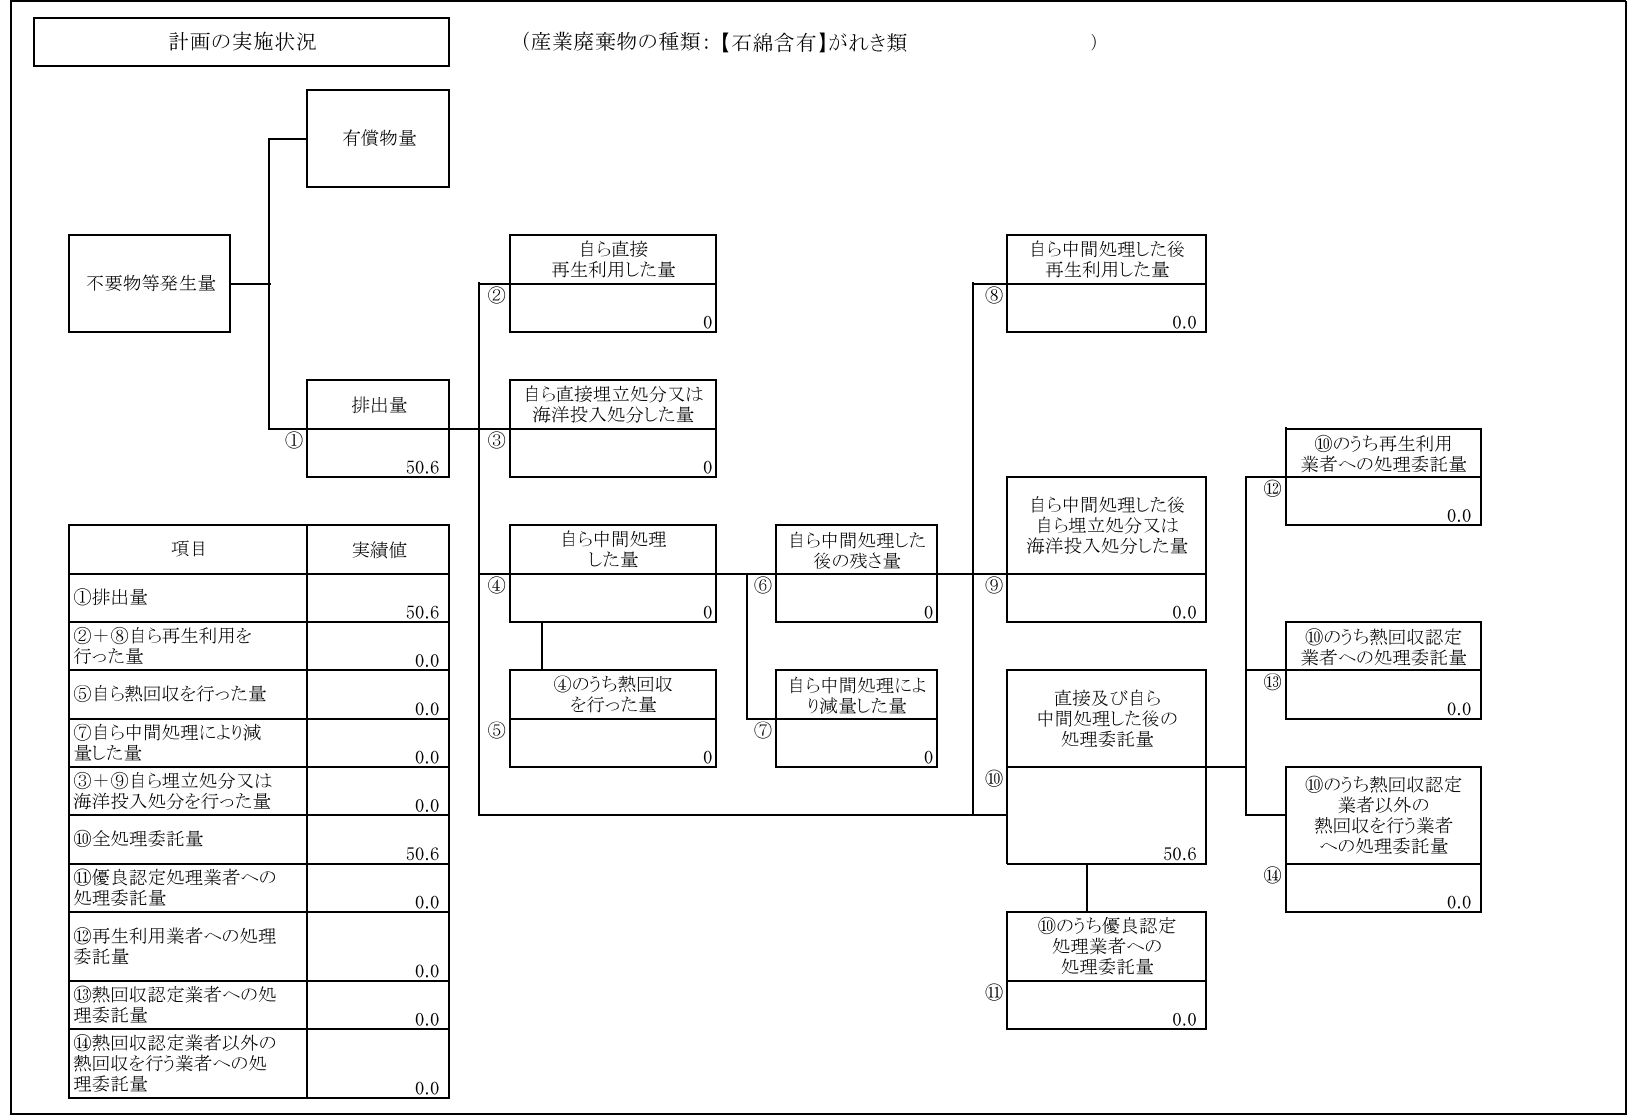 計画の実施状況
（産業廃棄物の種類：【石綿含有】がれき類　　　　　　　　　）
有償物量
不要物等発生量
自ら直接
再生利用した量
②
0
自ら中間処理した後
再生利用した量
⑧
0.0
排出量
①
50.6
自ら直接埋立処分又は
海洋投入処分した量
③
0
⑩のうち再生利用
業者への処理委託量
⑫
0.0
自ら中間処理
した量
④
0
自ら中間処理した
後の残さ量
⑥
0
自ら中間処理した後
自ら埋立処分又は
海洋投入処分した量
⑨
0.0
⑩のうち熱回収認定
業者への処理委託量
⑬
0.0
④のうち熱回収
を行った量
⑤
0
自ら中間処理によ
り減量した量
⑦
0
直接及び自ら
中間処理した後の
処理委託量
⑩
50.6
⑩のうち熱回収認定
業者以外の
熱回収を行う業者
への処理委託量
⑭
0.0
⑩のうち優良認定
処理業者への
処理委託量
⑪
0.0
項目
実績値
①排出量
50.6
②＋⑧自ら再生利用を
行った量
0.0
⑤自ら熱回収を行った量
0.0
⑦自ら中間処理により減
量した量
0.0
③＋⑨自ら埋立処分又は
海洋投入処分を行った量
0.0
⑩全処理委託量
50.6
⑪優良認定処理業者への
処理委託量
0.0
⑫再生利用業者への処理
委託量
0.0
⑬熱回収認定業者への処
理委託量
0.0
⑭熱回収認定業者以外の
熱回収を行う業者への処
理委託量
0.0